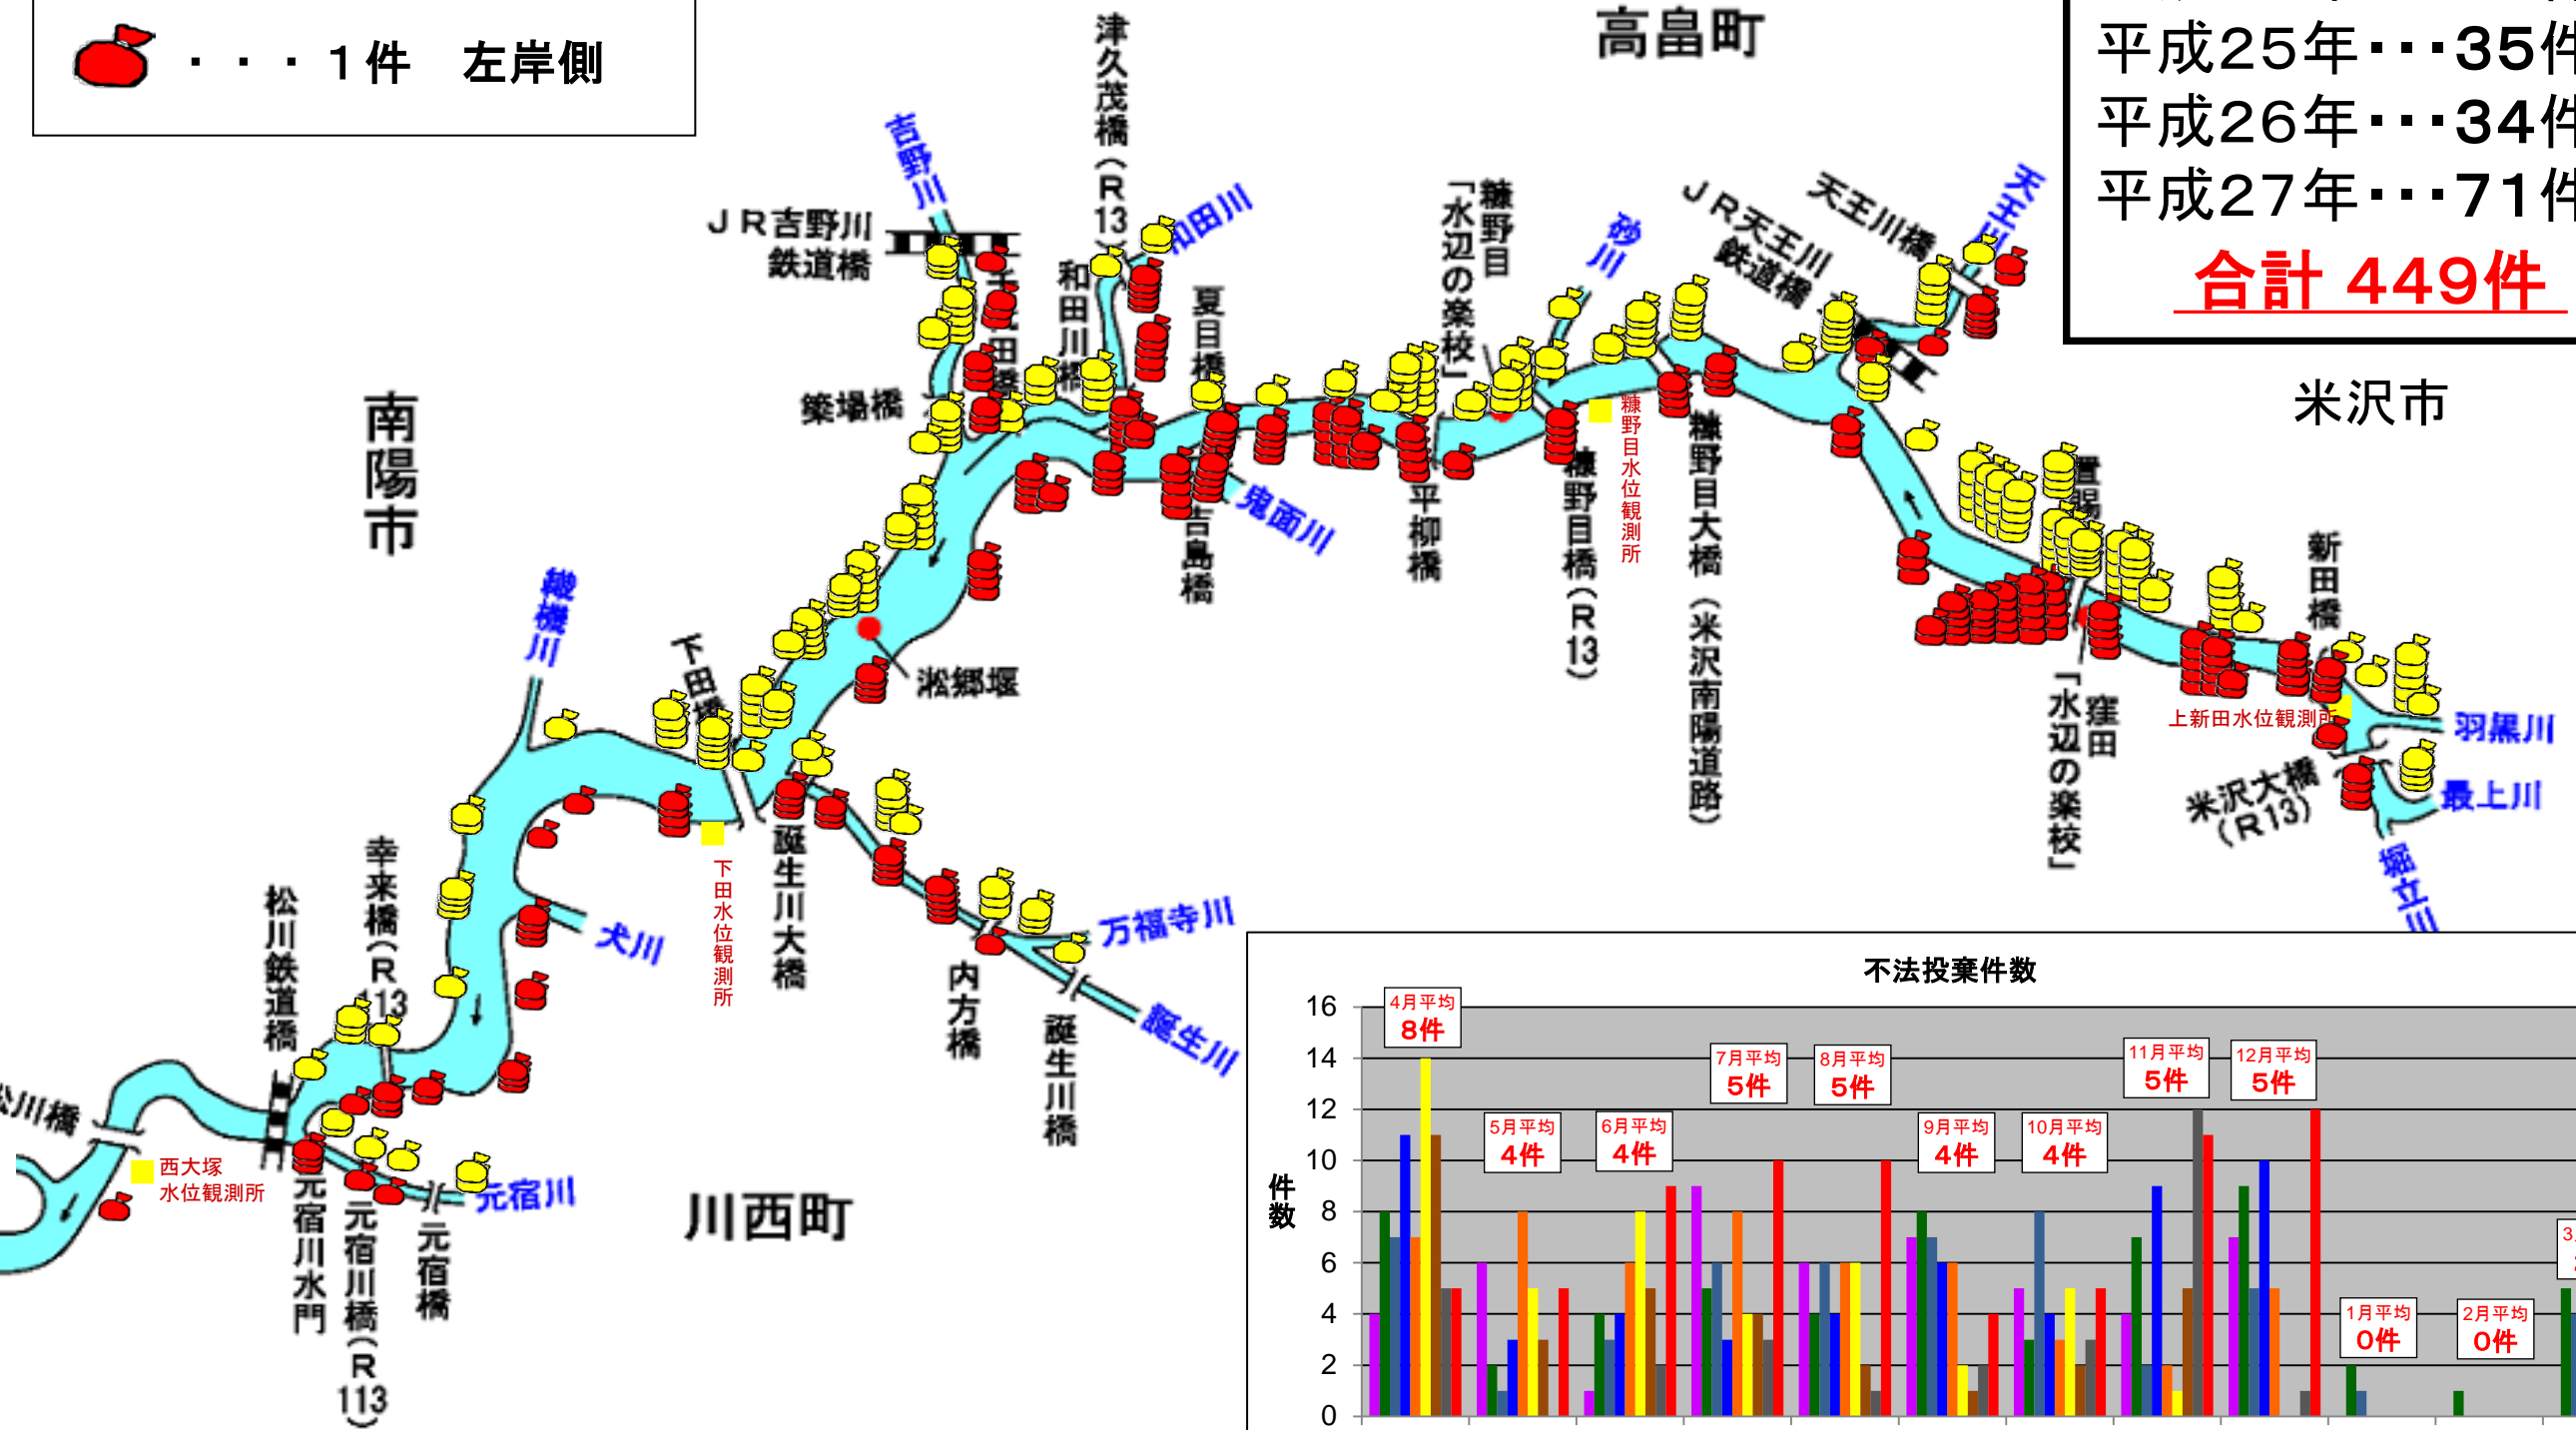 ・・・１件　左岸側
高畠町
平成25年･･･35件
平成26年･･･34件
平成27年･･･71件
合計 449件
米沢市
南陽市
川西町
津久茂橋（R13）
吉野川
ＪＲ吉野川
鉄道橋
和田川
和田川橋
夏目橋
築場橋
糠野目
「水辺の楽校」
砂川
ＪＲ天王川
鉄道橋
天王川橋
天王川
糠野目水位観測所
糠野目大橋（米沢南陽道路）
糠野目橋（R13）
平柳橋
鬼面川
吉島橋
置賜
新田橋
窪田
「水辺の楽校」
上新田水位観測所
羽黒川
最上川
米沢大橋
（R13）
堀立川
下田橋
下田水位観測所
誕生川大橋
万福寺川
内方橋
誕生川橋
誕生川
犬川
幸来橋（R113
松川鉄道橋
松川橋
西大塚
水位観測所
元宿川
元宿川水門
元宿川橋（R113）
元宿橋
不法投棄件数
件数
16
14
12
10
8
6
4
2
0
4月平均
8件
5月平均
4件
6月平均
4件
7月平均
5件
8月平均
5件
9月平均
4件
10月平均
4件
11月平均
5件
12月平均
5件
1月平均
0件
2月平均
0件